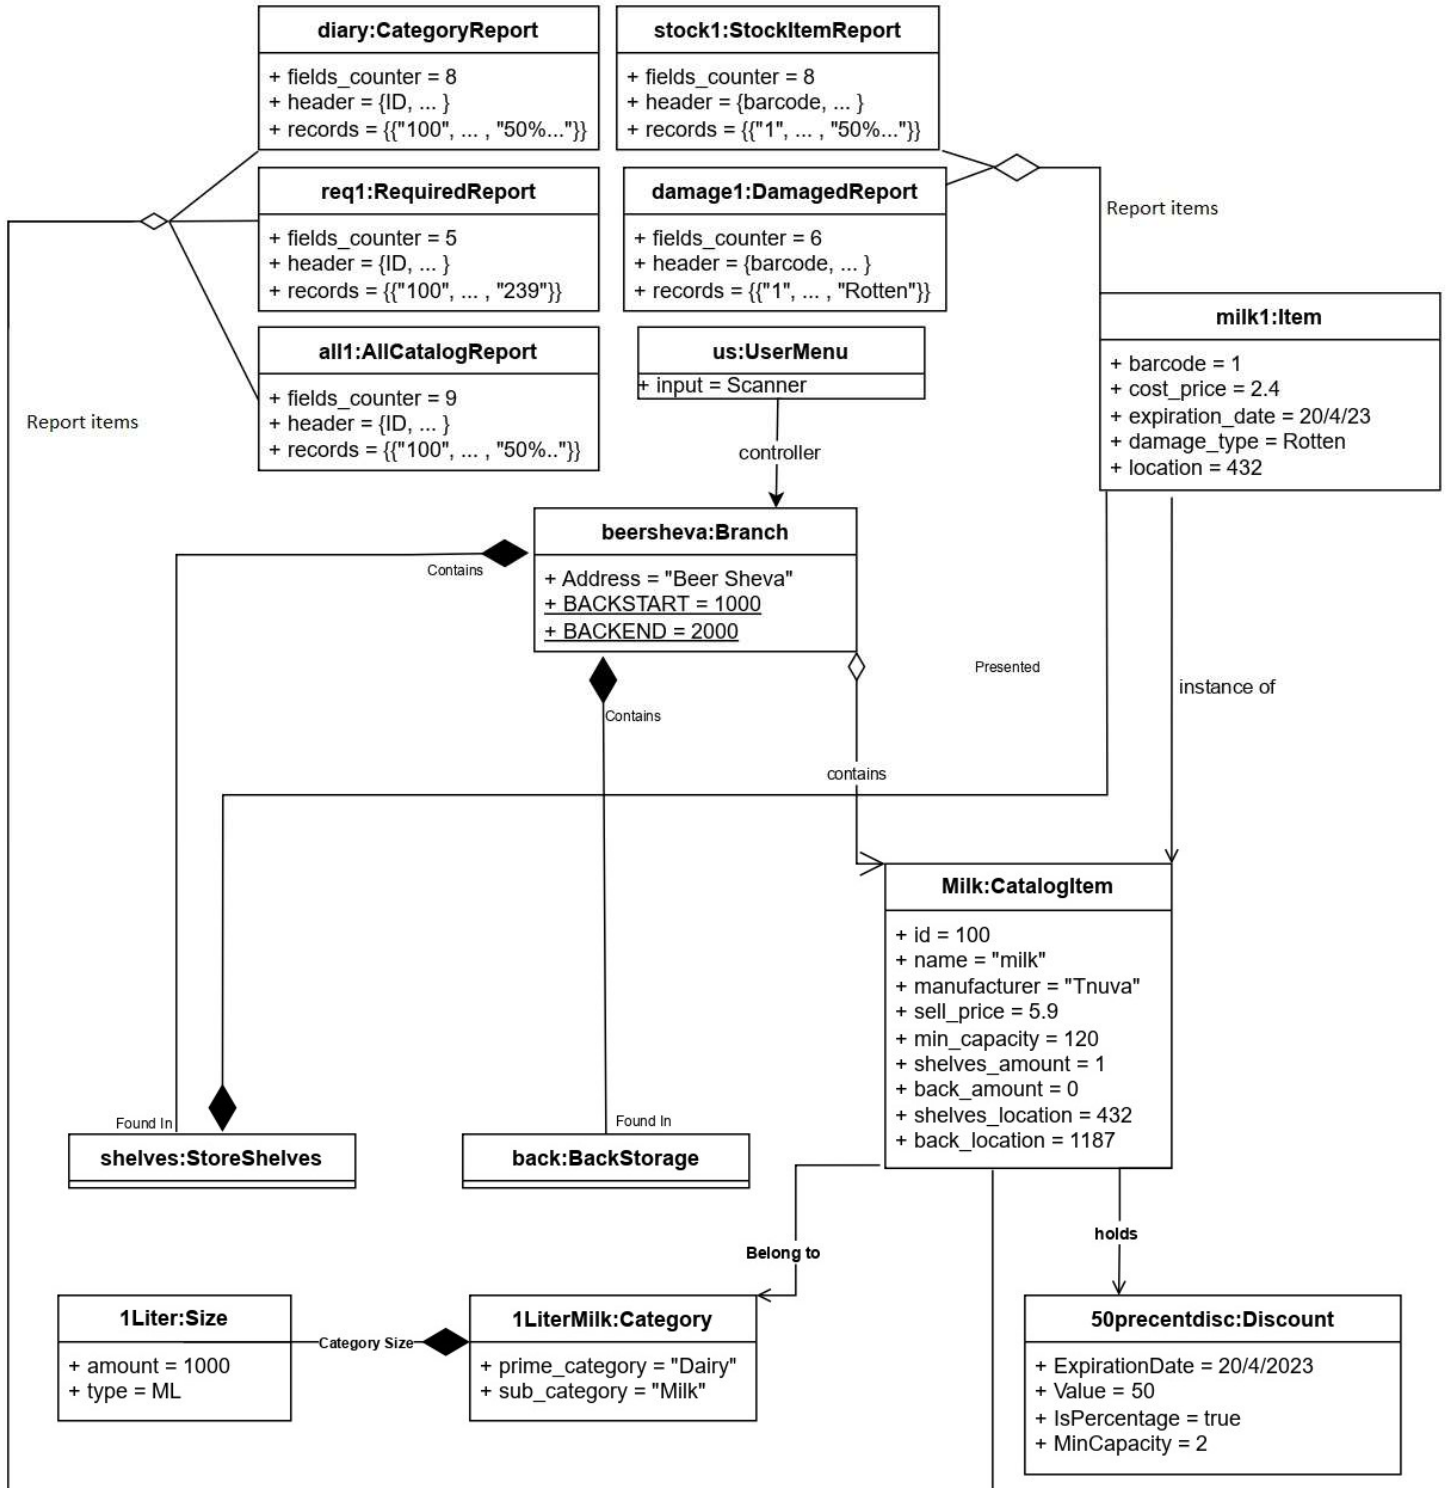 diary:CategoryReport
+ fields_counter = 8
+ header = {ID, ... }
+ records = {{"100", ... , "50%..."}}
stock1:StockItemReport
+ fields_counter = 8
+ header = {barcode, ... }
+ records = {{"1", ... , "50%..."}}
req1:RequiredReport
+ fields_counter = 5
+ header = {ID, ... }
+ records = {{"100", ... , "239"}}
damage1:DamagedReport
+ fields_counter = 6
+ header = {barcode, ... }
+ records = {{"1", ... , "Rotten"}}
Report items
milk1:Item
+ barcode = 1
+ cost_price = 2.4
+ expiration_date = 20/4/23
+ damage_type = Rotten
+ location = 432
all1:AllCatalogReport
+ fields_counter = 9
+ header = {ID, ... }
+ records = {{"100", ... , "50%.."}}
us:UserMenu
+ input = Scanner
Report items
controller
beersheva:Branch
+ Address = "Beer Sheva"
+ BACKSTART = 1000
+ BACKEND = 2000
Contains
Contains
Presented
instance of
contains
Milk:CatalogItem
+ id = 100
+ name = "milk"
+ manufacturer = "Tnuva"
+ sell_price = 5.9
+ min_capacity = 120
+ shelves_amount = 1
+ back_amount = 0
+ shelves_location = 432
+ back_location = 1187
Found In
shelves:StoreShelves
Found In
back:BackStorage
Belong to
holds
1Liter:Size
+ amount = 1000
+ type = ML
Category Size
1LiterMilk:Category
+ prime_category = "Dairy"
+ sub_category = "Milk"
50precentdisc:Discount
+ ExpirationDate = 20/4/2023
+ Value = 50
+ IsPercentage = true
+ MinCapacity = 2